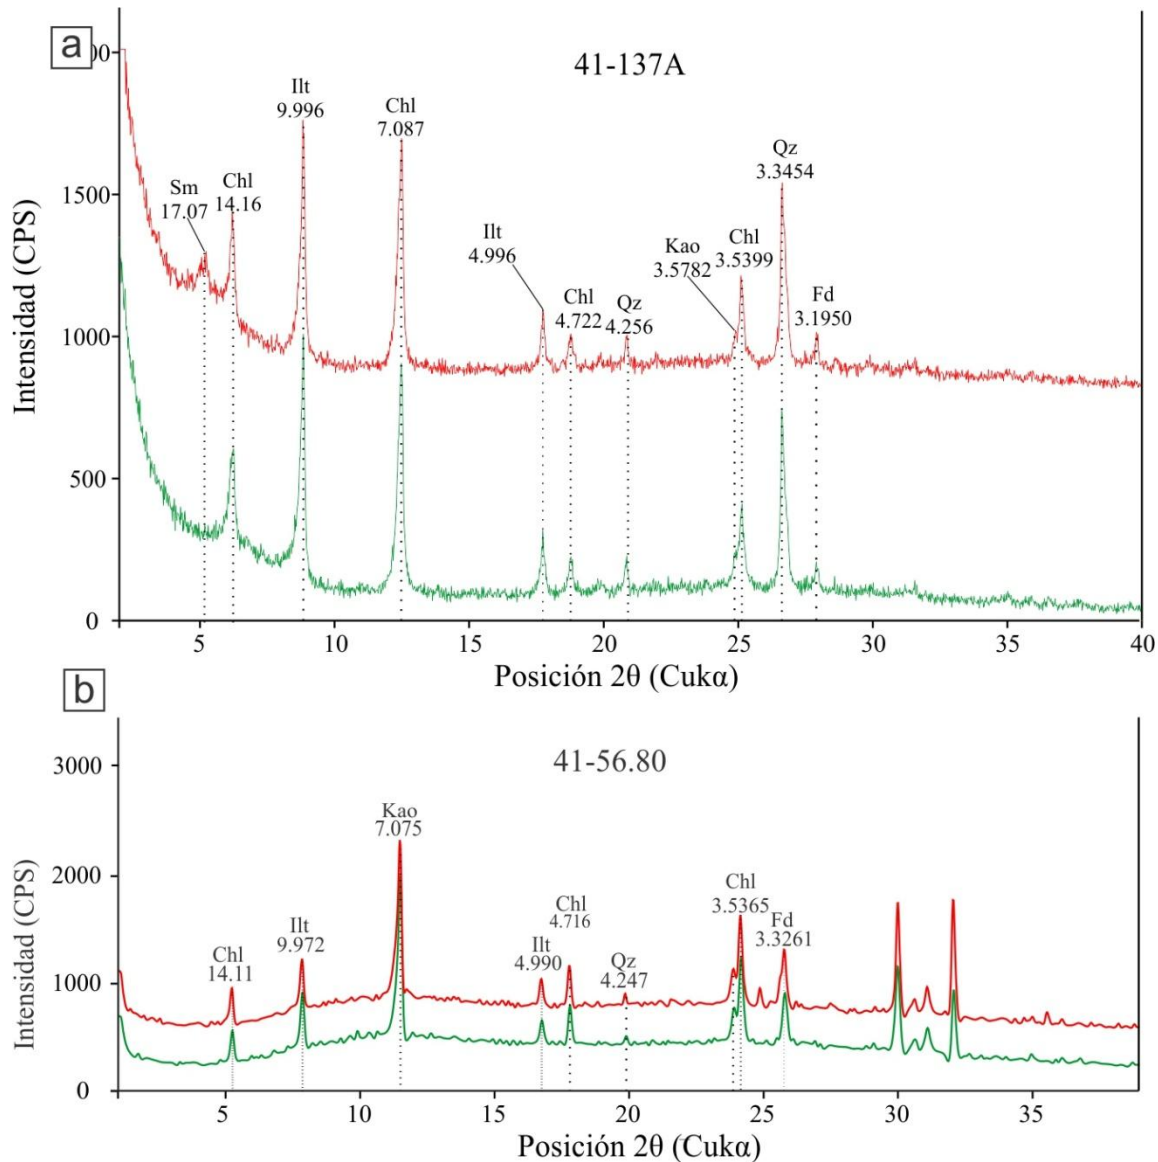 a
41-137A
Intensidad (CPS)
00
1500
1000
500
0
Sm
17.07
Chl
14.16
Ilt
9.996
Chl
7.087
Ilt
4.996
Chl
4.722
Qz
4.256
Kao
3.5782
Chl
3.5399
Qz
3.3454
Fd
3.1950
5 10 15 20 25 30 35 40
Posición 2θ (Cukα)
b
41-56.80
Intensidad (CPS)
3000
2000
1000
0
Chl
14.11
Ilt
9.972
Kao
7.075
Ilt
4.990
Chl
4.716
Qz
4.247
Chl
3.5365
Fd
3.3261
5 10 15 20 25 30 35
Posición 2θ (Cukα)